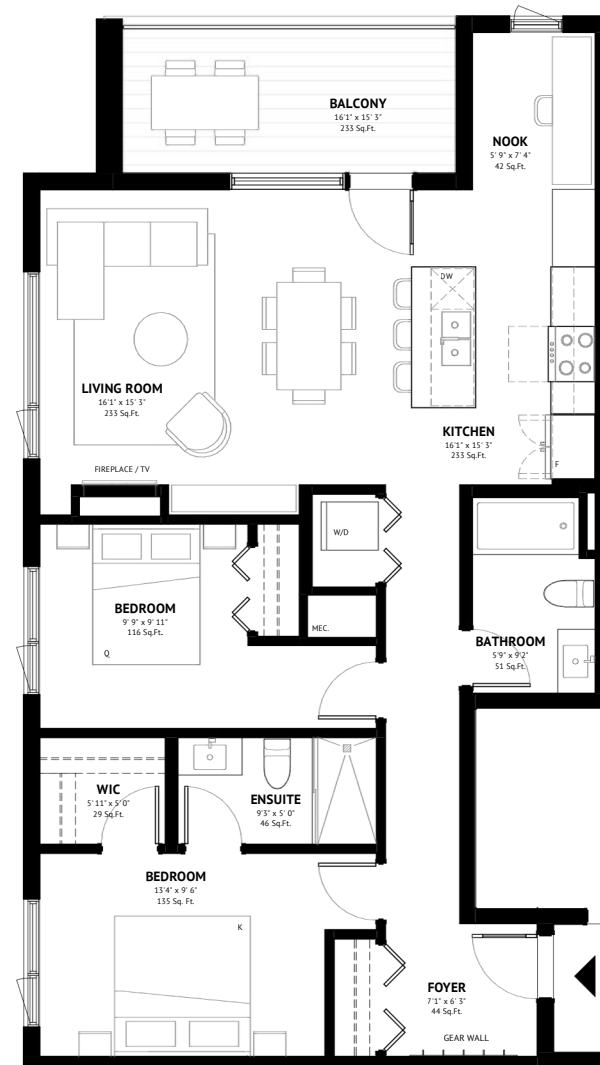 BALCONY
16'1" x 15' 3"
233 Sq.Ft.
NOOK
5' 9" x 7' 4"
42 Sq.Ft.
DW
LIVING ROOM
16'1" x 15' 3"
233 Sq.Ft.
KITCHEN
16'1" x 15' 3"
233 Sq.Ft.
F
FIREPLACE / TV
W/D
BEDROOM
9' 9" x 9' 11"
116 Sq.Ft.
Q
MEC.
BATHROOM
5'9" x 9'2"
51 Sq.Ft.
WIC
5' 11" x 5' 0"
29 Sq.Ft.
ENSUITE
9'3" x 5' 0"
46 Sq.Ft.
BEDROOM
13'4" x 9' 6"
135 Sq. Ft.
K
FOYER
7'1" x 6' 3"
44 Sq.Ft.
GEAR WALL